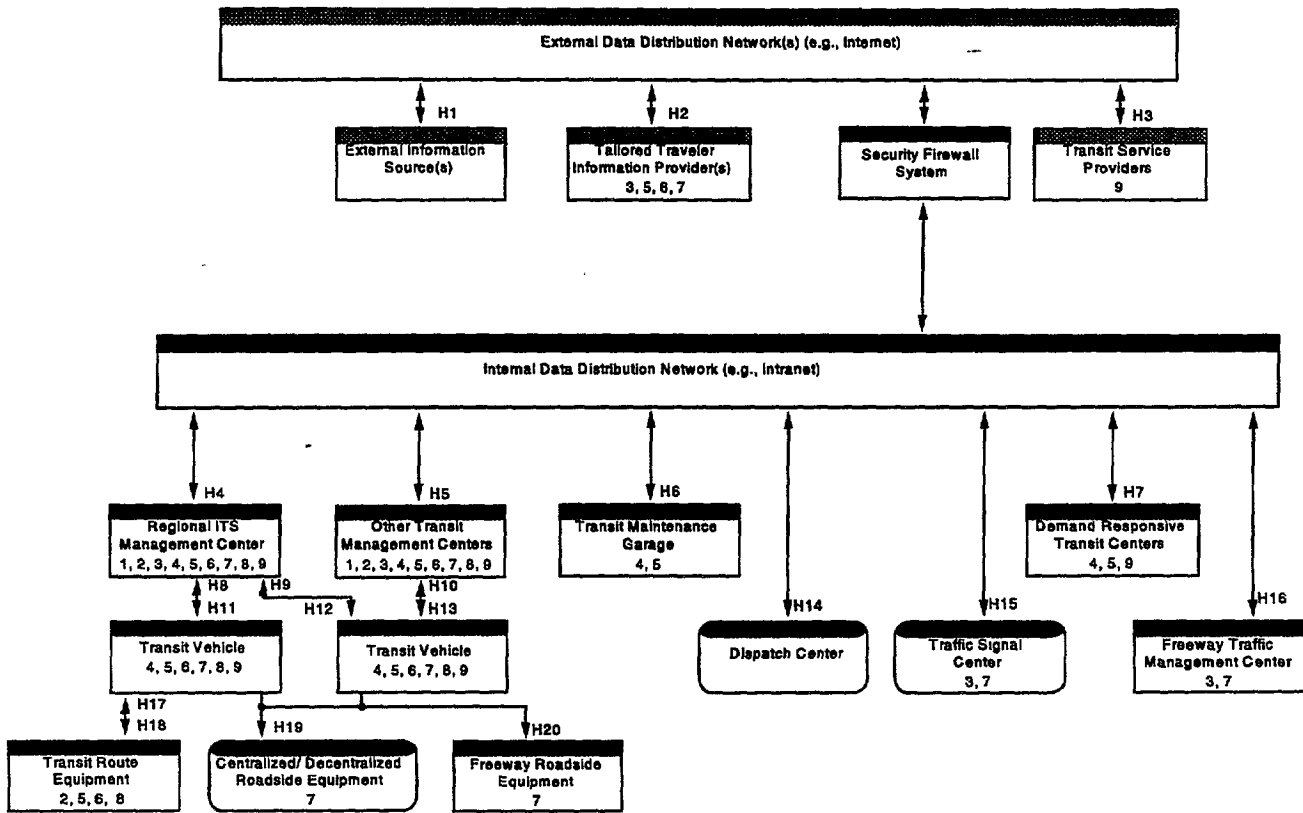 External Data Distribution Network(s) (e.g., Internet)
H1
H2
H3
External Information
Source(s)
Tailored Traveler
Information Provider(s)
3, 5, 6, 7
Security Firewall
System
Transit Service
Providers
9
Internal Data Distribution Network (e.g., Intranet)
H4
H5
H6
H7
Regional ITS
Management Center
1, 2, 3, 4, 5, 6, 7, 8, 9
Other Transit
Management Centers
1, 2, 3, 4, 5, 6, 7, 8, 9
Transit Maintenance
Garage
4, 5
Demand Responsive
Transit Centers
4, 5, 9
H8
H9
H10
H11
H12
H13
H14
H15
H16
Transit Vehicle
4, 5, 6, 7, 8, 9
Transit Vehicle
4, 5, 6, 7, 8, 9
Dispatch Center
Traffic Signal
Center
3, 7
Freeway Traffic
Management Center
3, 7
H17
H18
H19
H20
Transit Route
Equipment
2, 5, 6, 8
Centralized/ Decentralized
Roadside Equipment
7
Freeway Roadside
Equipment
7